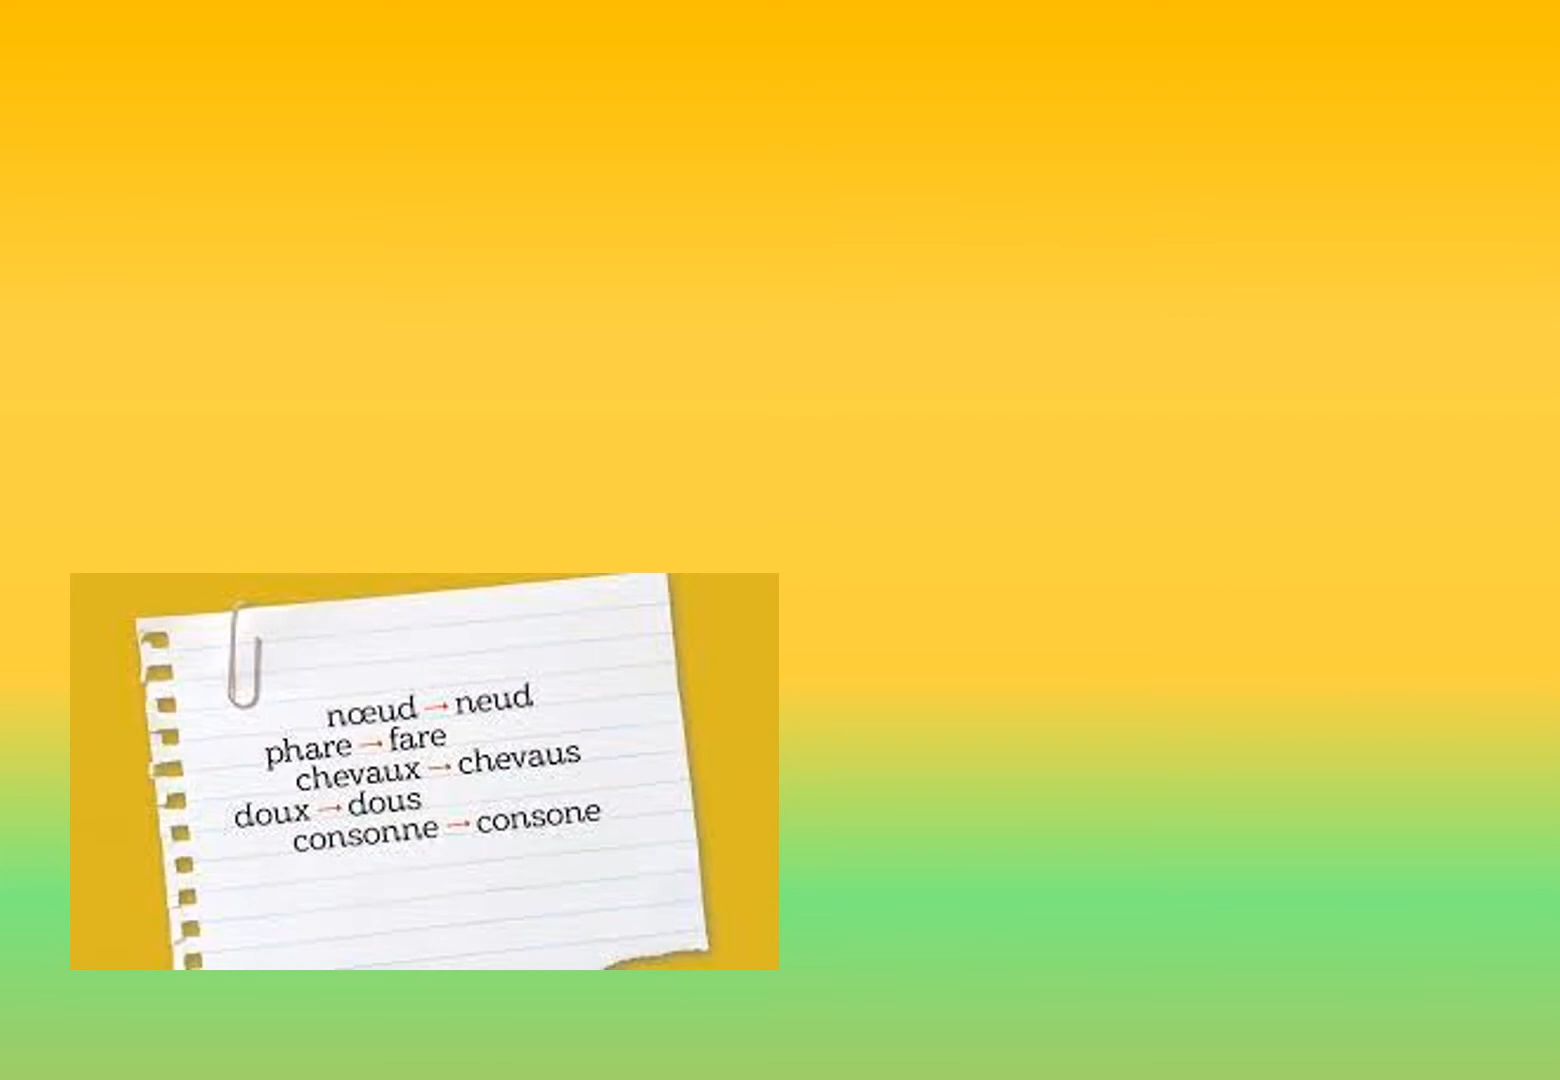 nœud → neud
phare → fare
chevaux → chevaus
doux → dous
consonne → consone